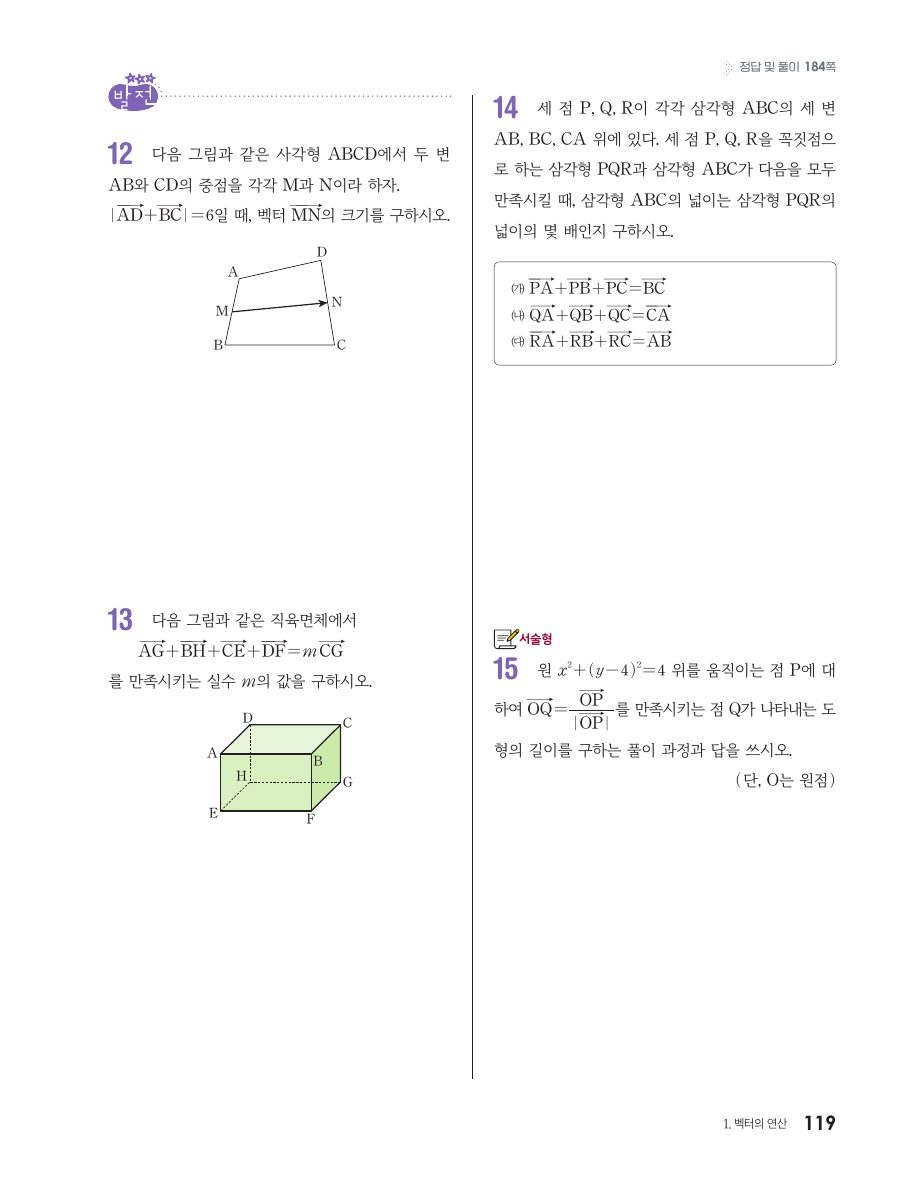 정답 및 풀이 184쪽
발전
12 다음 그림과 같은 사각형 ABCD에서 두 변
AB와 CD의 중점을 각각 M과 N이라 하자.
|AD+BC|=6일 때, 벡터 MN의 크기를 구하시오.
D
A
N
M
B
C
13 다음 그림과 같은 직육면체에서
AG+BH+CE+DF=mCG
를 만족시키는 실수 m의 값을 구하시오.
D
C
A
B
H
G
E
F
14 세 점 P, Q, R이 각각 삼각형 ABC의 세 변
AB, BC, CA 위에 있다. 세 점 P, Q, R을 꼭짓점으
로 하는 삼각형 PQR과 삼각형 ABC가 다음을 모두
만족시킬 때, 삼각형 ABC의 넓이는 삼각형 PQR의
넓이의 몇 배인지 구하시오.
㈎ PA+PB+PC=BC
㈏ QA+QB+QC=CA
㈐ RA+RB+RC=AB
서술형
15 원 x²+(y-4)²=4 위를 움직이는 점 P에 대
하여 OQ=OP/|OP|를 만족시키는 점 Q가 나타내는 도
형의 길이를 구하는 풀이 과정과 답을 쓰시오.
(단, O는 원점)
1. 벡터의 연산 119